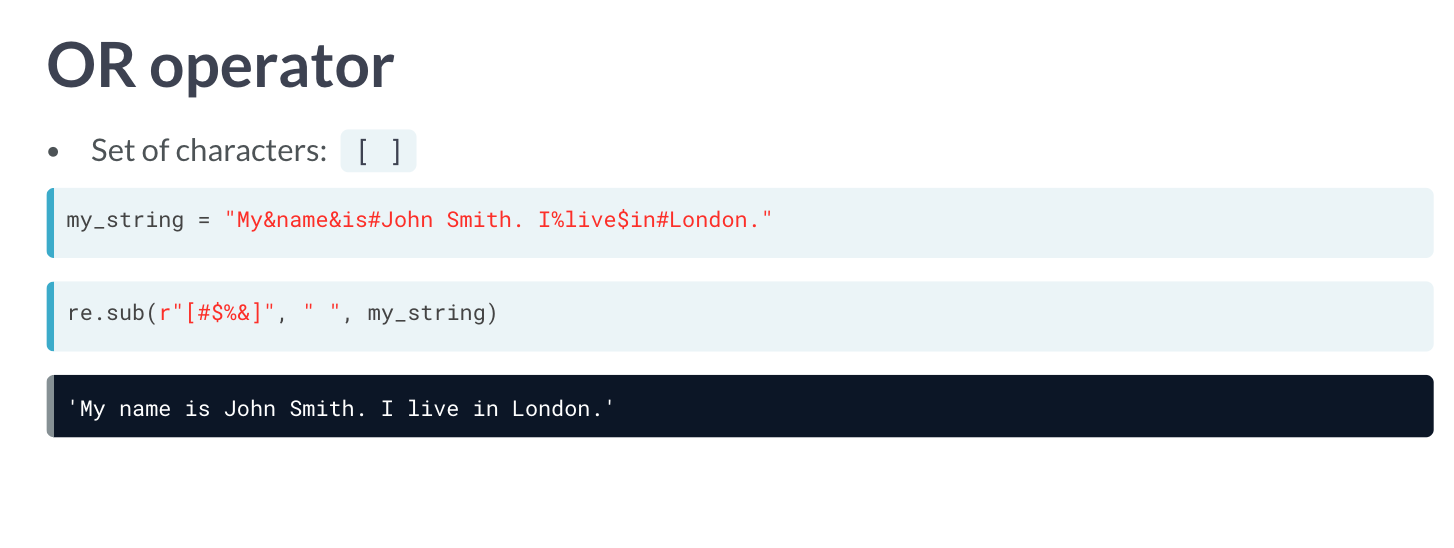 OR operator
• Set of characters: [ ]
my_string = "My&name&is#John Smith. I%live$in#London."
re.sub(r"[#$%&]", " ", my_string)
'My name is John Smith. I live in London.'